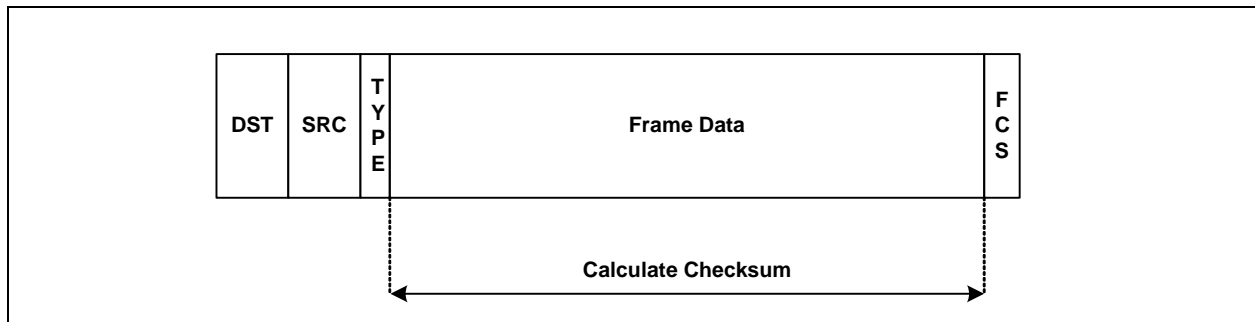 DST
SRC
T
Y
P
E
Frame Data
F
C
S
Calculate Checksum